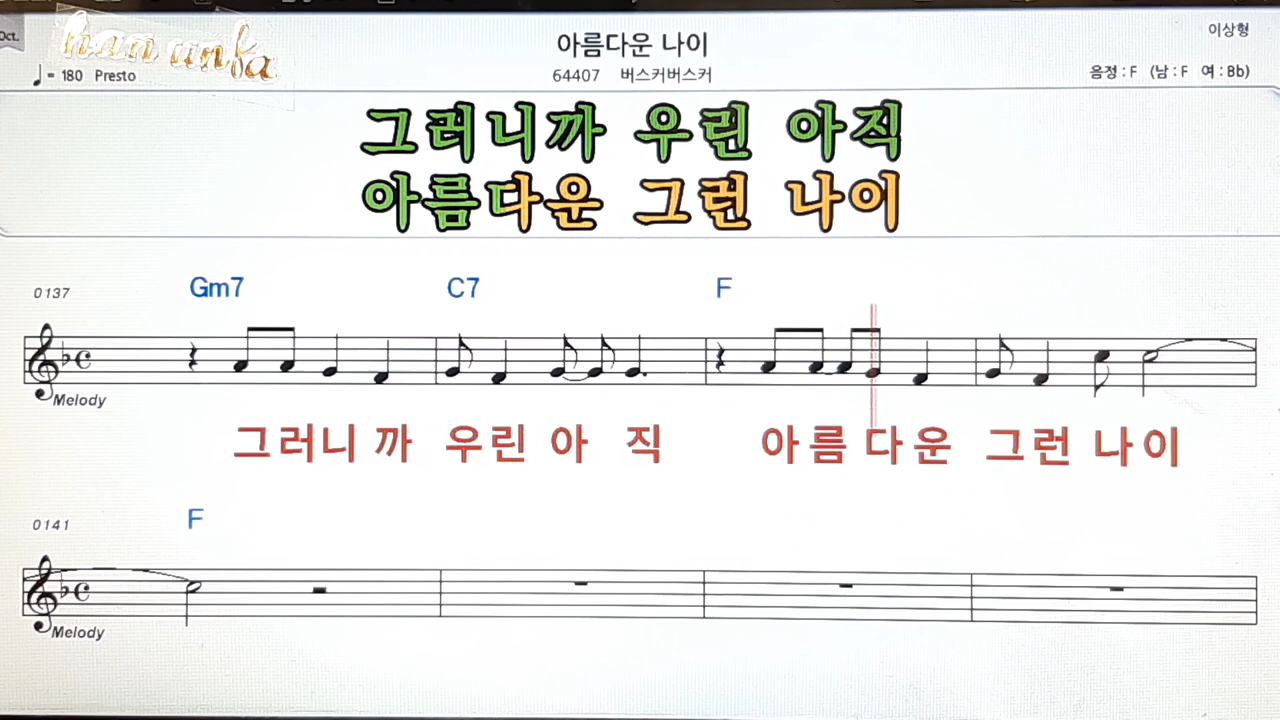 Oct.
han unfa
아름다운 나이
이상형
♩= 180 Presto
64407 버스커버스커
음정 : F (남 : F 여 : Bb)
그러니까 우린 아직
아름다운 그런 나이
0137 Gm7 C7 F
Melody
그러니까 우린 아직 아름다운 그런 나이
0141 F
Melody